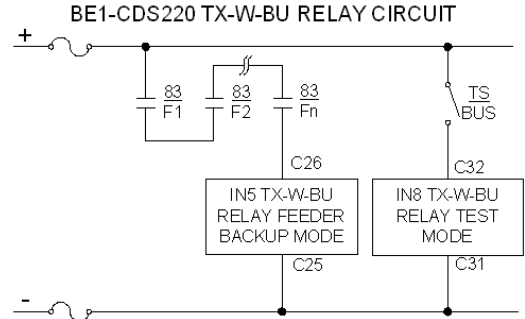 BE1-CDS220 TX-W-BU RELAY CIRCUIT
+
83
F1
83
F2
83
Fn
TS
BUS
C26
C32
IN5 TX-W-BU
RELAY FEEDER
BACKUP MODE
IN8 TX-W-BU
RELAY TEST
MODE
C25
C31
-